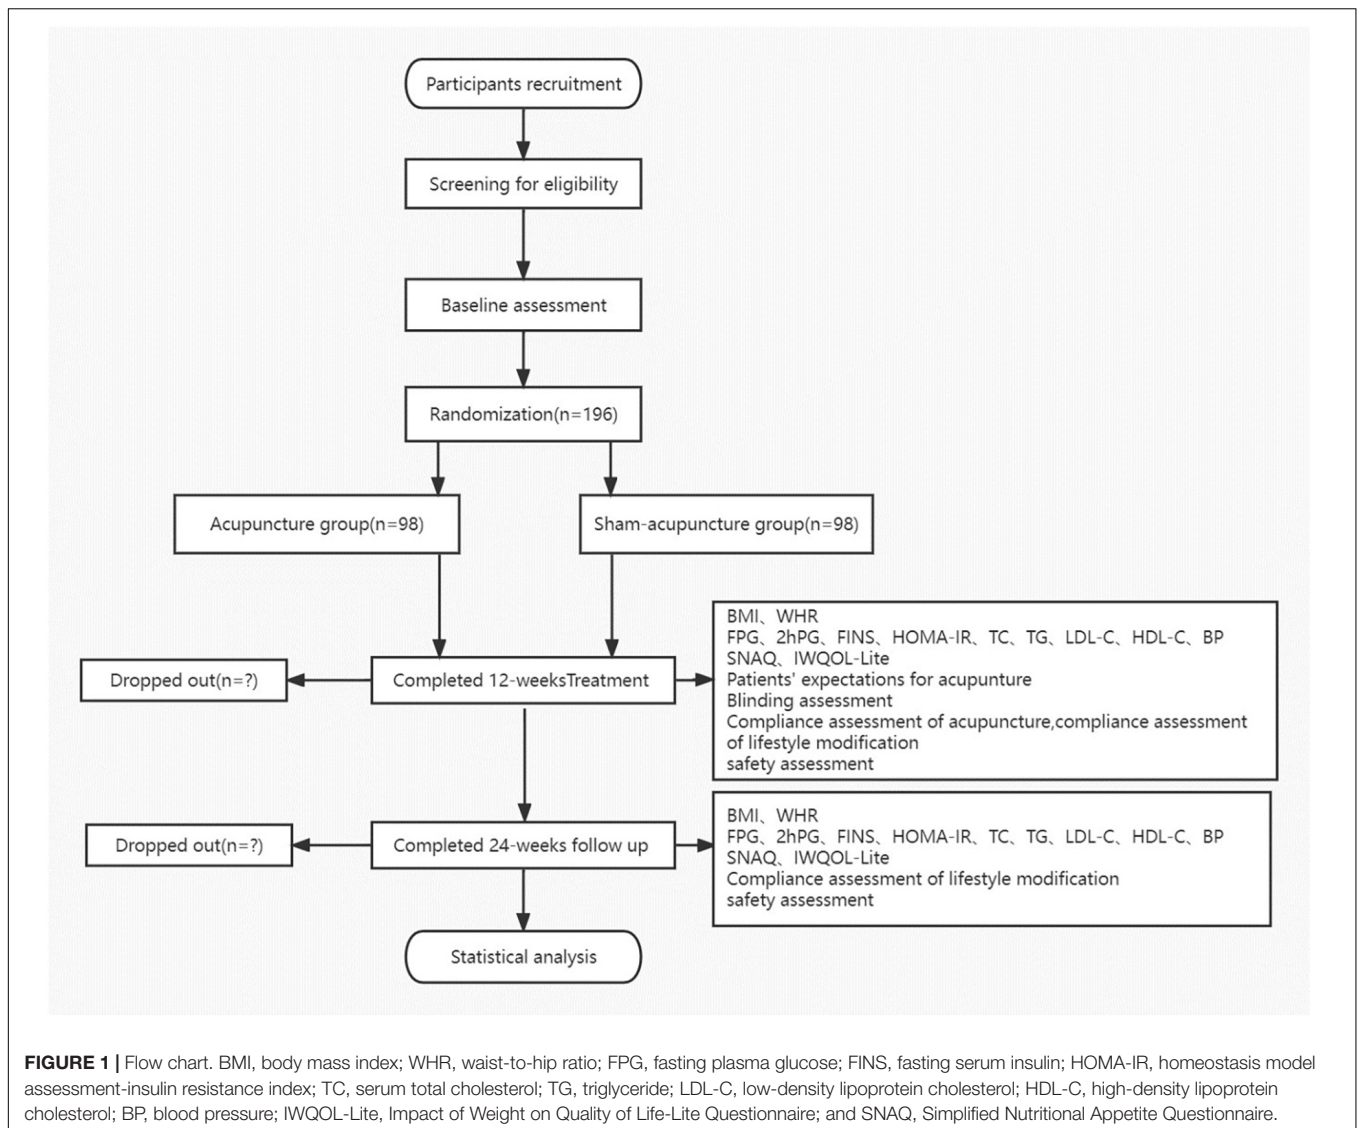 Participants recruitment
Screening for eligibility
Baseline assessment
Randomization(n=196)
Acupuncture group(n=98)
Sham-acupuncture group(n=98)
Dropped out(n=?)
Completed 12-weeksTreatment
BMI、WHR
FPG、2hPG、FINS、HOMA-IR、TC、TG、LDL-C、HDL-C、BP
SNAQ、IWQOL-Lite
Patients' expectations for acupunture
Blinding assessment
Compliance assessment of acupuncture,compliance assessment
of lifestyle modification
safety assessment
Dropped out(n=?)
Completed 24-weeks follow up
BMI、WHR
FPG、2hPG、FINS、HOMA-IR、TC、TG、LDL-C、HDL-C、BP
SNAQ、IWQOL-Lite
Compliance assessment of lifestyle modification
safety assessment
Statistical analysis
FIGURE 1 | Flow chart. BMI, body mass index; WHR, waist-to-hip ratio; FPG, fasting plasma glucose; FINS, fasting serum insulin; HOMA-IR, homeostasis model
assessment-insulin resistance index; TC, serum total cholesterol; TG, triglyceride; LDL-C, low-density lipoprotein cholesterol; HDL-C, high-density lipoprotein
cholesterol; BP, blood pressure; IWQOL-Lite, Impact of Weight on Quality of Life-Lite Questionnaire; and SNAQ, Simplified Nutritional Appetite Questionnaire.